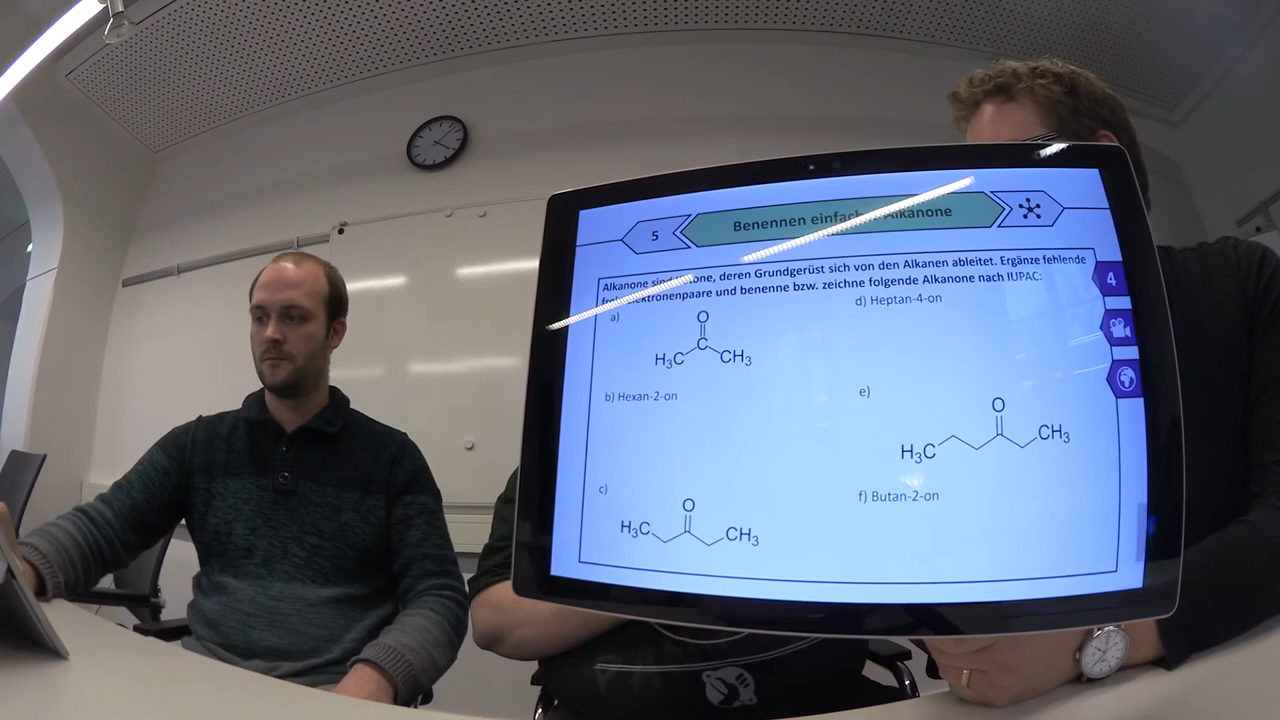 5
Benennen einfacher Alkanone
Alkanone sind Ketone, deren Grundgerüst sich von den Alkanen ableitet. Ergänze fehlende
freie Elektronenpaare und benenne bzw. zeichne folgende Alkanone nach IUPAC:
4
a)
O
H₃C CH₃
b) Hexan-2-on
c)
O
H₃C CH₃
d) Heptan-4-on
e)
O
H₃C CH₃
f) Butan-2-on